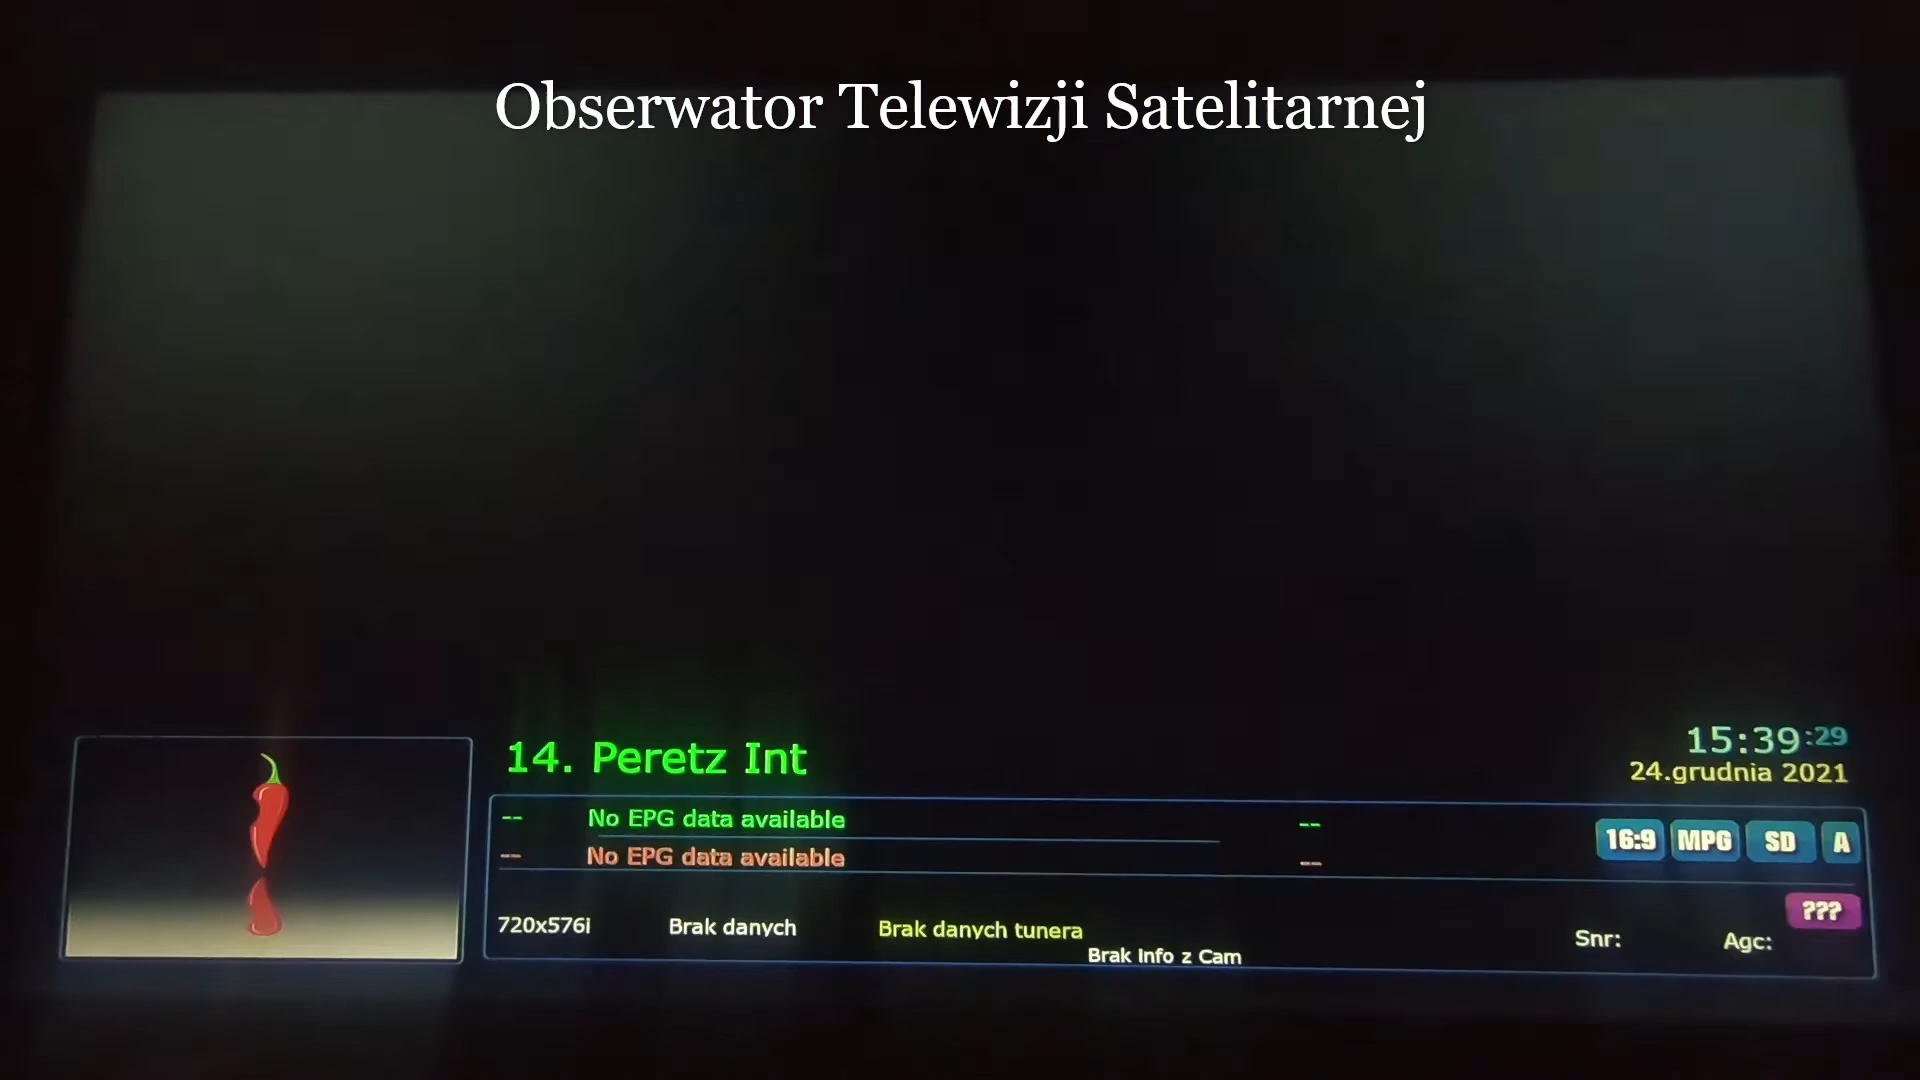 Obserwator Telewizji Satelitarnej
14. Peretz Int
15:39:29
24.grudnia 2021
-- No EPG data available --
-- No EPG data available --
16:9 MPG SD A
???
720x576i Brak danych Brak danych tunera Snr: Agc:
Brak Info z Cam